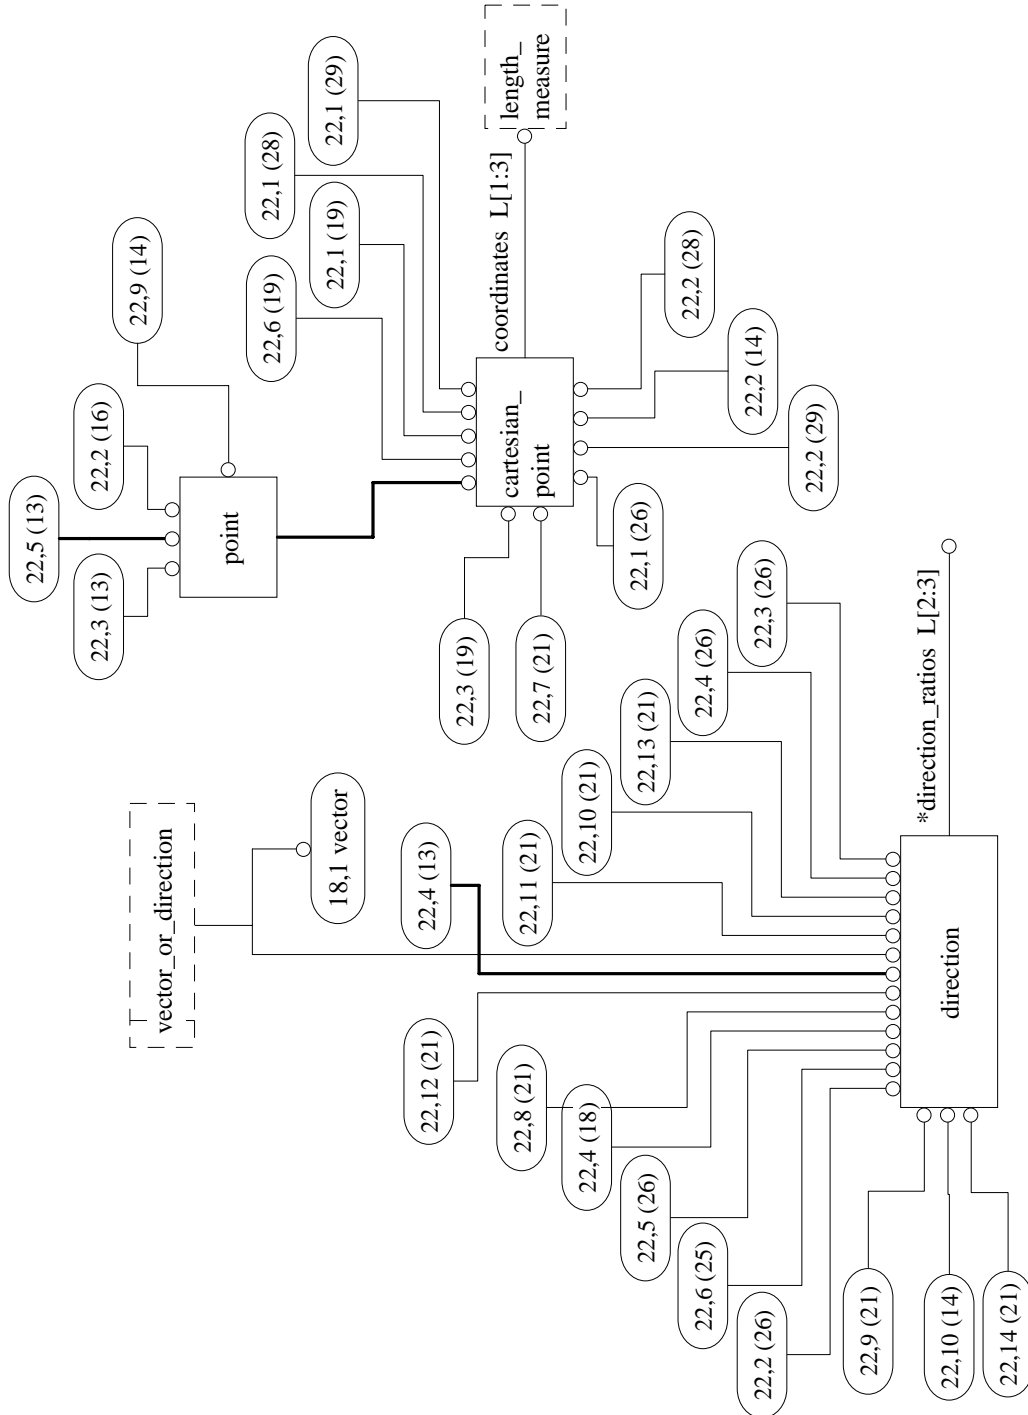 length_
measure
22,1 (29)
22,1 (28)
22,1 (19)
22,6 (19)
22,9 (14)
22,2 (16)
22,5 (13)
22,3 (13)
point
coordinates L[1:3]
cartesian_
point
22,2 (28)
22,2 (14)
22,2 (29)
22,1 (26)
22,3 (19)
22,7 (21)
vector_or_direction
18,1 vector
22,4 (13)
22,11 (21)
22,10 (21)
22,13 (21)
22,4 (26)
22,3 (26)
*direction_ratios L[2:3]
direction
22,12 (21)
22,8 (21)
22,4 (18)
22,5 (26)
22,6 (25)
22,2 (26)
22,9 (21)
22,10 (14)
22,14 (21)